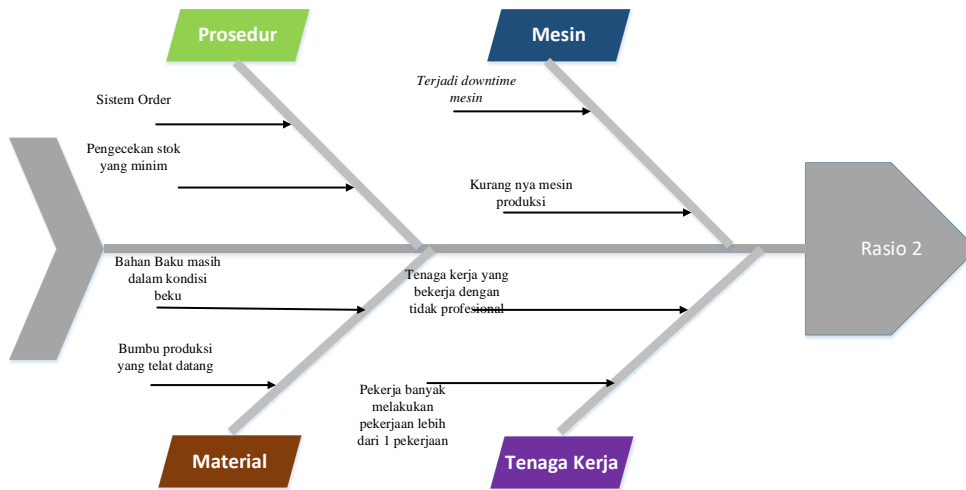 Prosedur
Mesin
Sistem Order
Pengecekan stok
yang minim
Terjadi downtime
mesin
Kurang nya mesin
produksi
Rasio 2
Bahan Baku masih
dalam kondisi
beku
Bumbu produksi
yang telat datang
Tenaga kerja yang
bekerja dengan
tidak profesional
Pekerja banyak
melakukan
pekerjaan lebih
dari 1 pekerjaan
Material
Tenaga Kerja